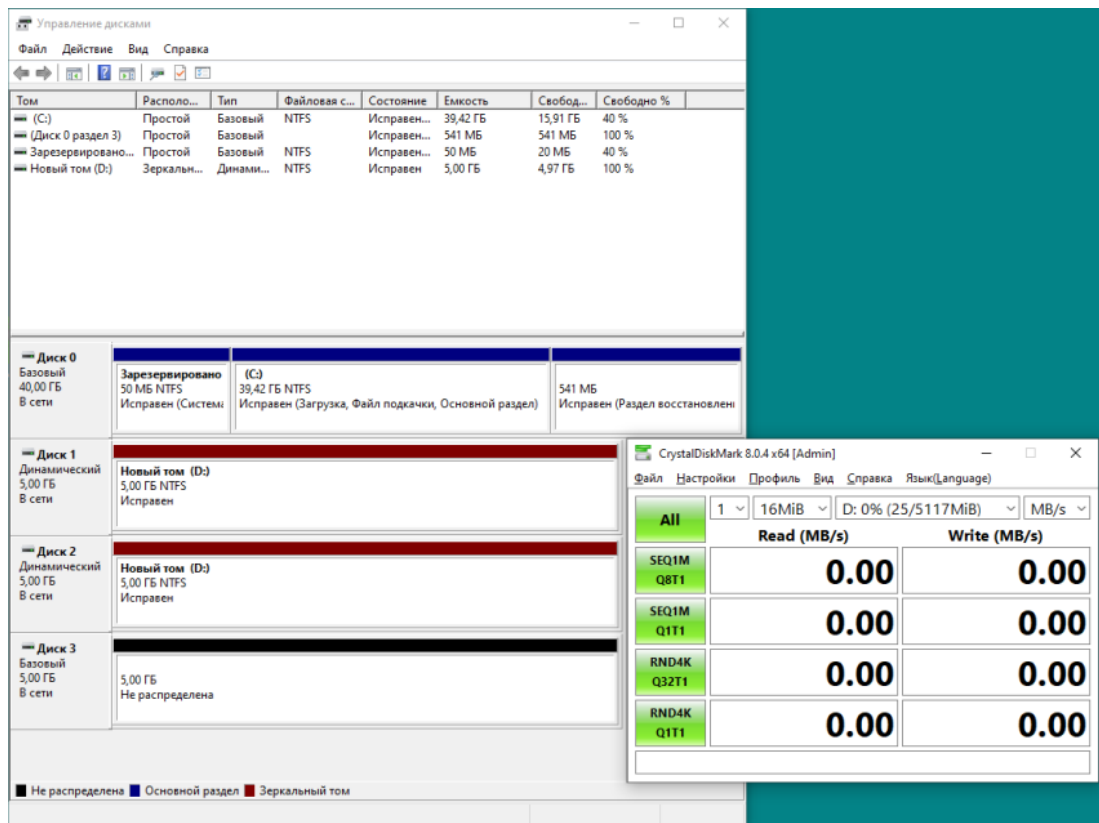 Управление дисками
Файл Действие Вид Справка
Том Располо... Тип Файловая с... Состояние Емкость Свобод... Свободно %
(C:) Простой Базовый NTFS Исправен... 39,42 ГБ 15,91 ГБ 40 %
(Диск 0 раздел 3) Простой Базовый Исправен... 541 МБ 541 МБ 100 %
Зарезервировано... Простой Базовый NTFS Исправен... 50 МБ 20 МБ 40 %
Новый том (D:) Зеркальн... Динами... NTFS Исправен 5,00 ГБ 4,97 ГБ 100 %
Диск 0
Базовый
40,00 ГБ
В сети
Зарезервировано
50 МБ NTFS
Исправен (Система
(C:)
39,42 ГБ NTFS
Исправен (Загрузка, Файл подкачки, Основной раздел)
541 МБ
Исправен (Раздел восстановлен
Диск 1
Динамический
5,00 ГБ
В сети
Новый том (D:)
5,00 ГБ NTFS
Исправен
Диск 2
Динамический
5,00 ГБ
В сети
Новый том (D:)
5,00 ГБ NTFS
Исправен
Диск 3
Базовый
5,00 ГБ
В сети
5,00 ГБ
Не распределена
Не распределена Основной раздел Зеркальный том
CrystalDiskMark 8.0.4 x64 [Admin]
Файл Настройки Профиль Вид Справка Язык(Language)
All 1 16MiB D: 0% (25/5117MiB) MB/s
Read (MB/s) Write (MB/s)
SEQ1M
Q8T1
0.00 0.00
SEQ1M
Q1T1
0.00 0.00
RND4K
Q32T1
0.00 0.00
RND4K
Q1T1
0.00 0.00